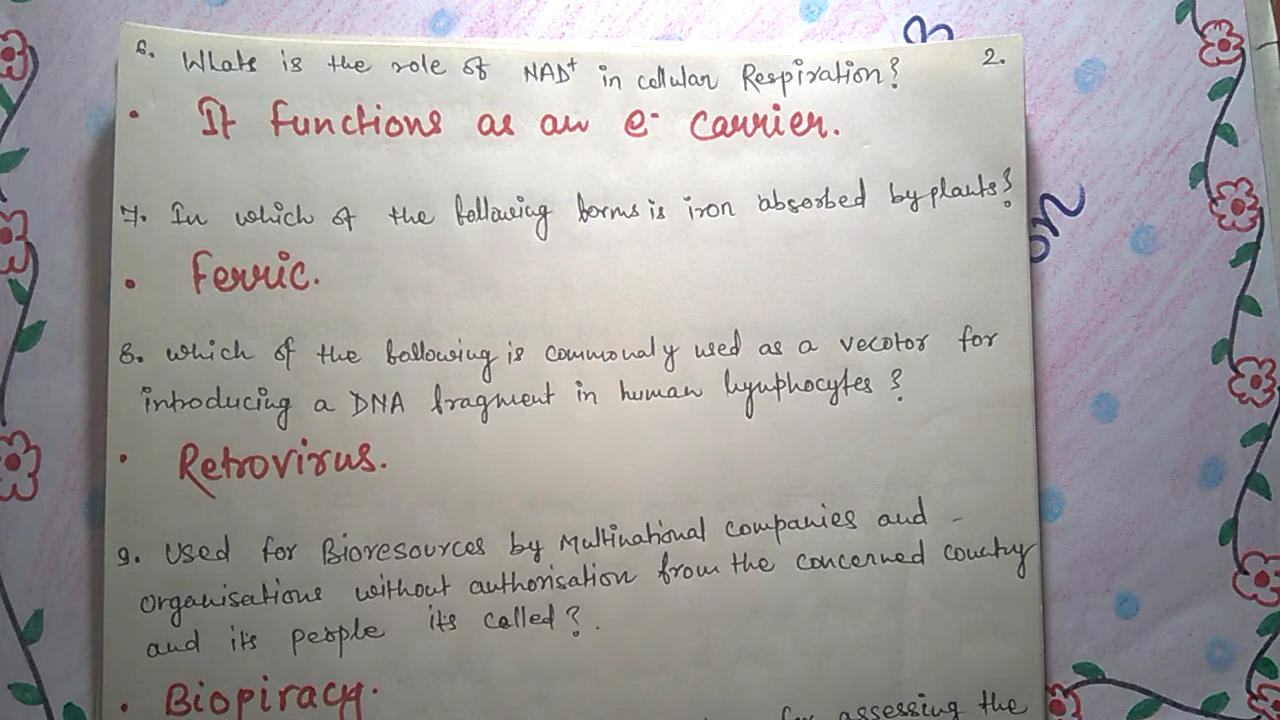 6. Whats is the role of NAD+ in cellular Respiration? 2.
• It functions as an e- carrier.
7. In which of the following forms is iron absorbed by plants?
• Ferric.
8. which of the following is commonaly used as a vecotor for
introducing a DNA fragment in human lymphocytes?
• Retrovirus.
9. Used for Bioresources by Multinational companies and -
organisations without authorisation from the concerned country
and its people its called?.
• Biopiracy.
for assessing the